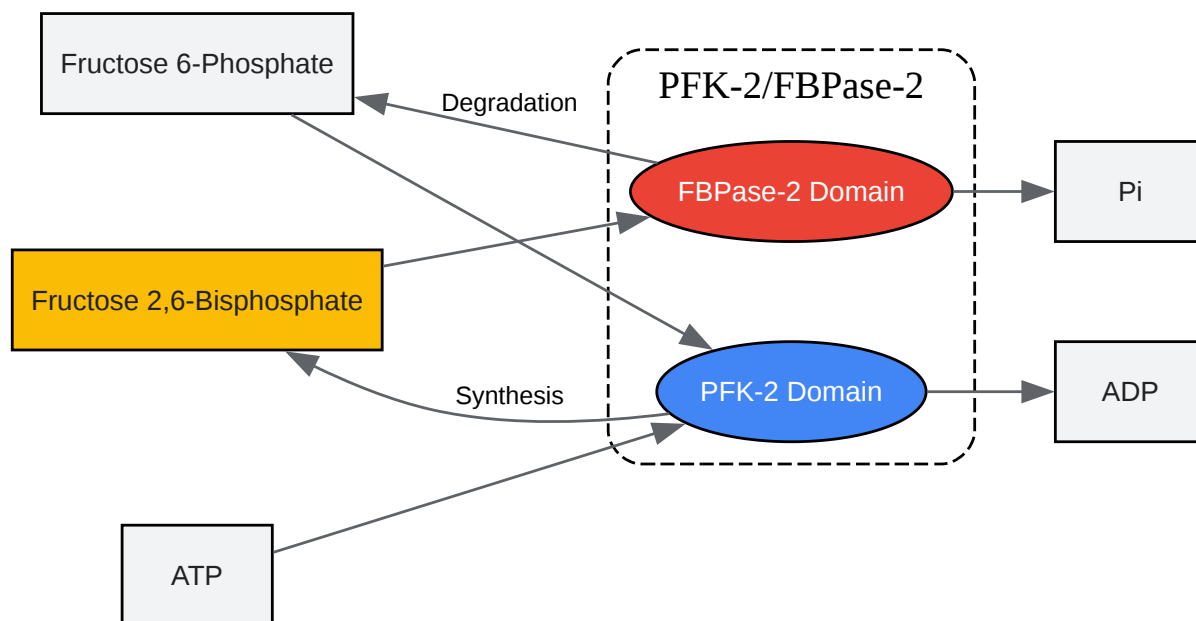 Fructose 6-Phosphate
Degradation
PFK-2/FBPase-2
FBPase-2 Domain
Pi
Fructose 2,6-Bisphosphate
Synthesis
PFK-2 Domain
ADP
ATP